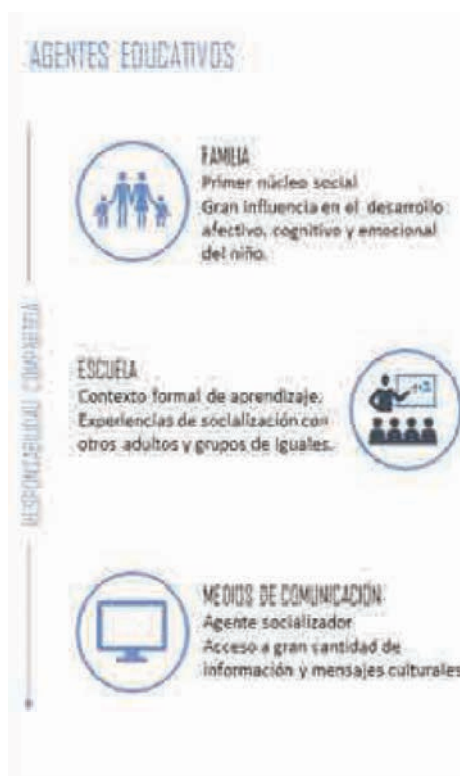 AGENTES EDUCATIVOS
FAMILIA
Primer núcleo social
Gran influencia en el desarrollo
afectivo, cognitivo y emocional
del niño.
RESPONSABILIDAD COMPARTIDA
ESCUELA
Contexto formal de aprendizaje.
Experiencias de socialización con
otros adultos y grupos de iguales.
MEDIOS DE COMUNICACIÓN
Agente socializador
Acceso a gran cantidad de
información y mensajes culturales